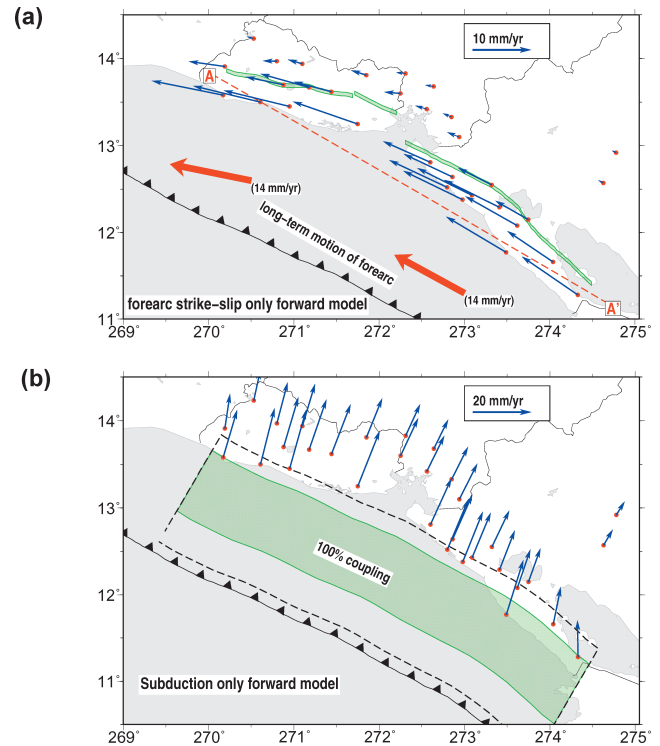 (a)
10 mm/yr
14°
13°
12°
11°
A
(14 mm/yr)
long–term motion of forearc
(14 mm/yr)
A'
forearc strike–slip only forward model
269 270 271 272 273 274 275°
(b)
20 mm/yr
14°
13°
12°
11°
100% coupling
Subduction only forward model
269 270 271 272 273 274 275°